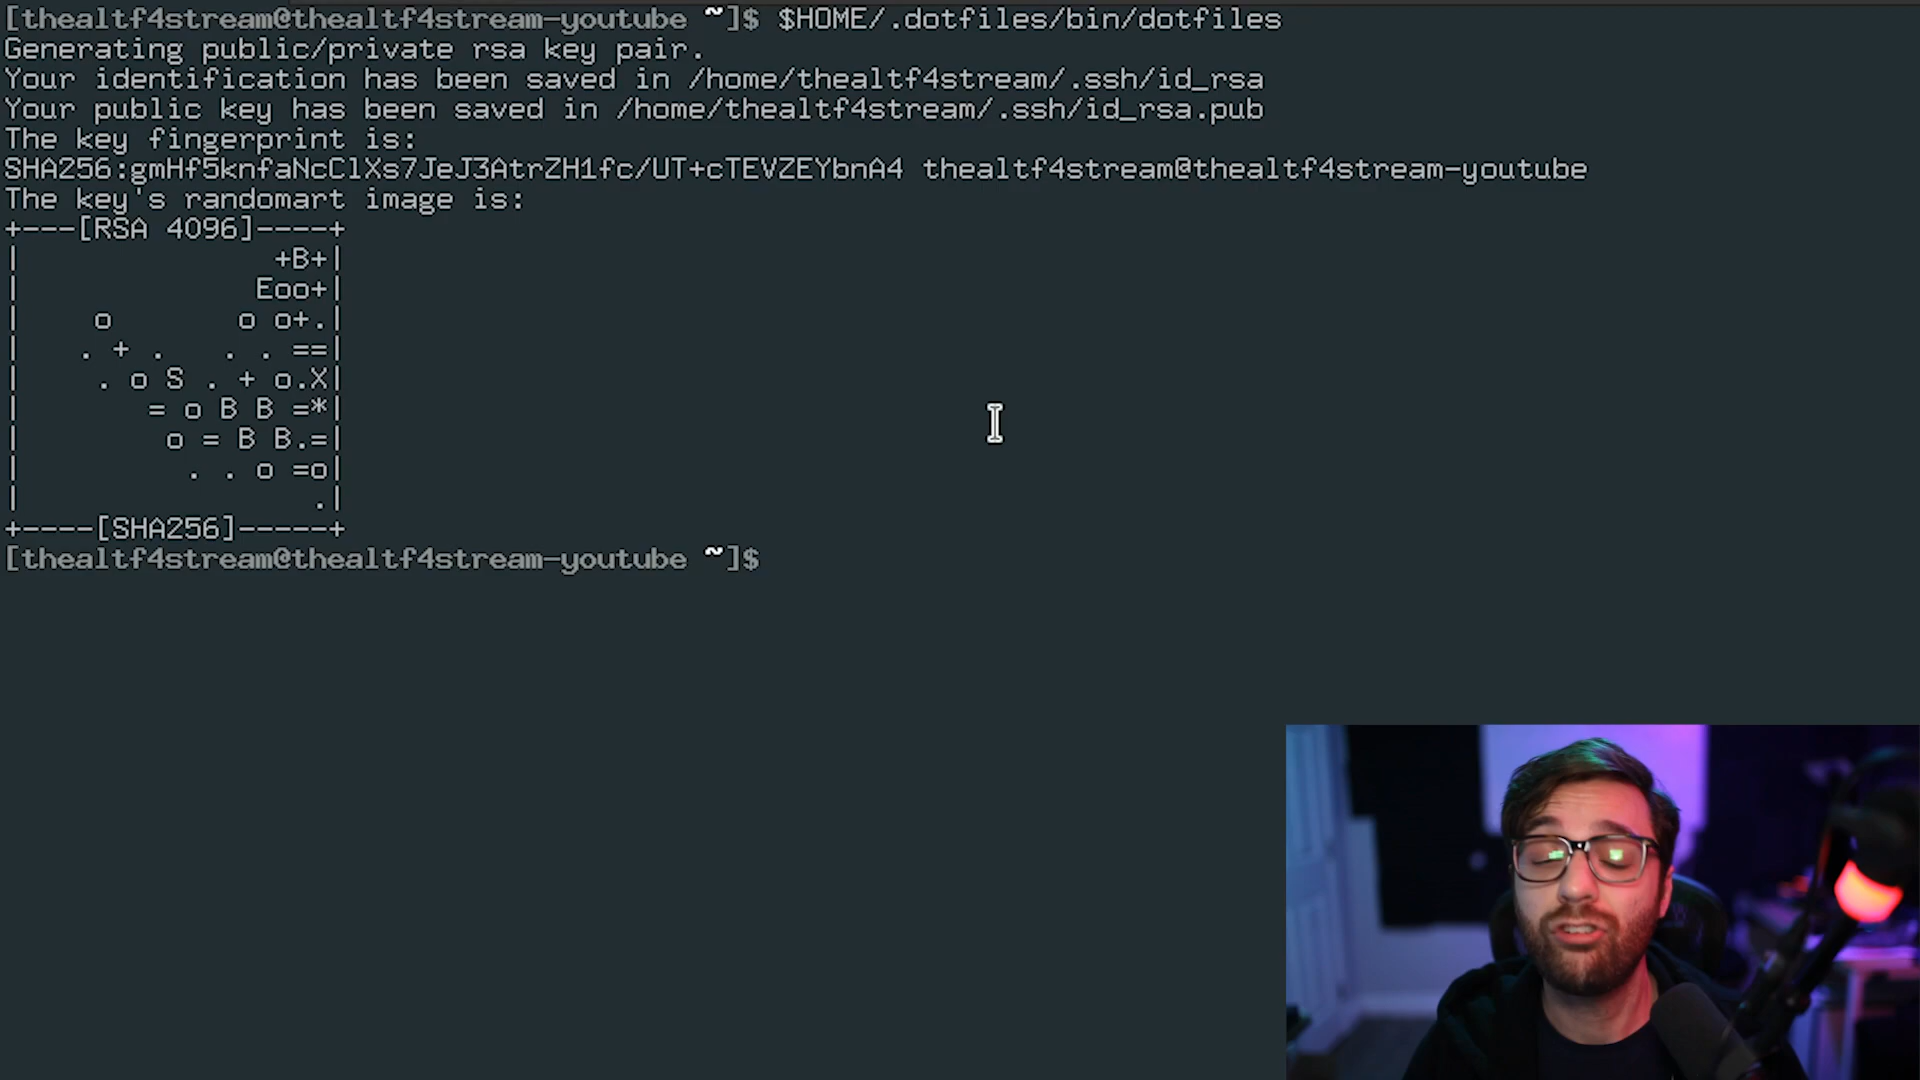 [thealtf4stream@thealtf4stream-youtube ~]$ $HOME/.dotfiles/bin/dotfiles
Generating public/private rsa key pair.
Your identification has been saved in /home/thealtf4stream/.ssh/id_rsa
Your public key has been saved in /home/thealtf4stream/.ssh/id_rsa.pub
The key fingerprint is:
SHA256:gmHf5knfaNcClXs7JeJ3AtrZH1fc/UT+cTEVZEYbnA4 thealtf4stream@thealtf4stream-youtube
The key's randomart image is:
+---[RSA 4096]----+
|              +B+|
|             Eoo+|
|    o       o o+.|
|   . + .   . . ==|
|    . o S . + o.X|
|       = o B B =*|
|        o = B B.=|
|         . . o =o|
|                .|
+----[SHA256]-----+
[thealtf4stream@thealtf4stream-youtube ~]$